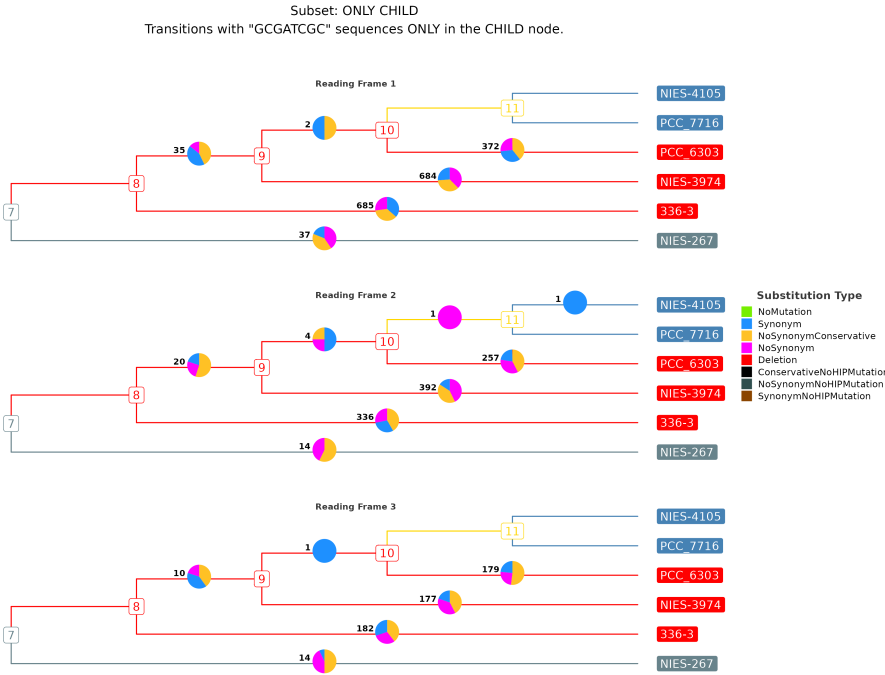 Subset: ONLY CHILD
Transitions with "GCGATCGC" sequences ONLY in the CHILD node.
Reading Frame 1
NIES-4105
11
2
PCC_7716
10
35
372
PCC_6303
9
684
NIES-3974
8
685
336-3
7
37
NIES-267
Reading Frame 2
1
NIES-4105
1
11
4
PCC_7716
10
20
257
PCC_6303
9
392
NIES-3974
8
336
336-3
7
14
NIES-267
Substitution Type
NoMutation
Synonym
NoSynonymConservative
NoSynonym
Deletion
ConservativeNoHIPMutation
NoSynonymNoHIPMutation
SynonymNoHIPMutation
Reading Frame 3
NIES-4105
11
1
PCC_7716
10
10
179
PCC_6303
9
177
NIES-3974
8
182
336-3
7
14
NIES-267